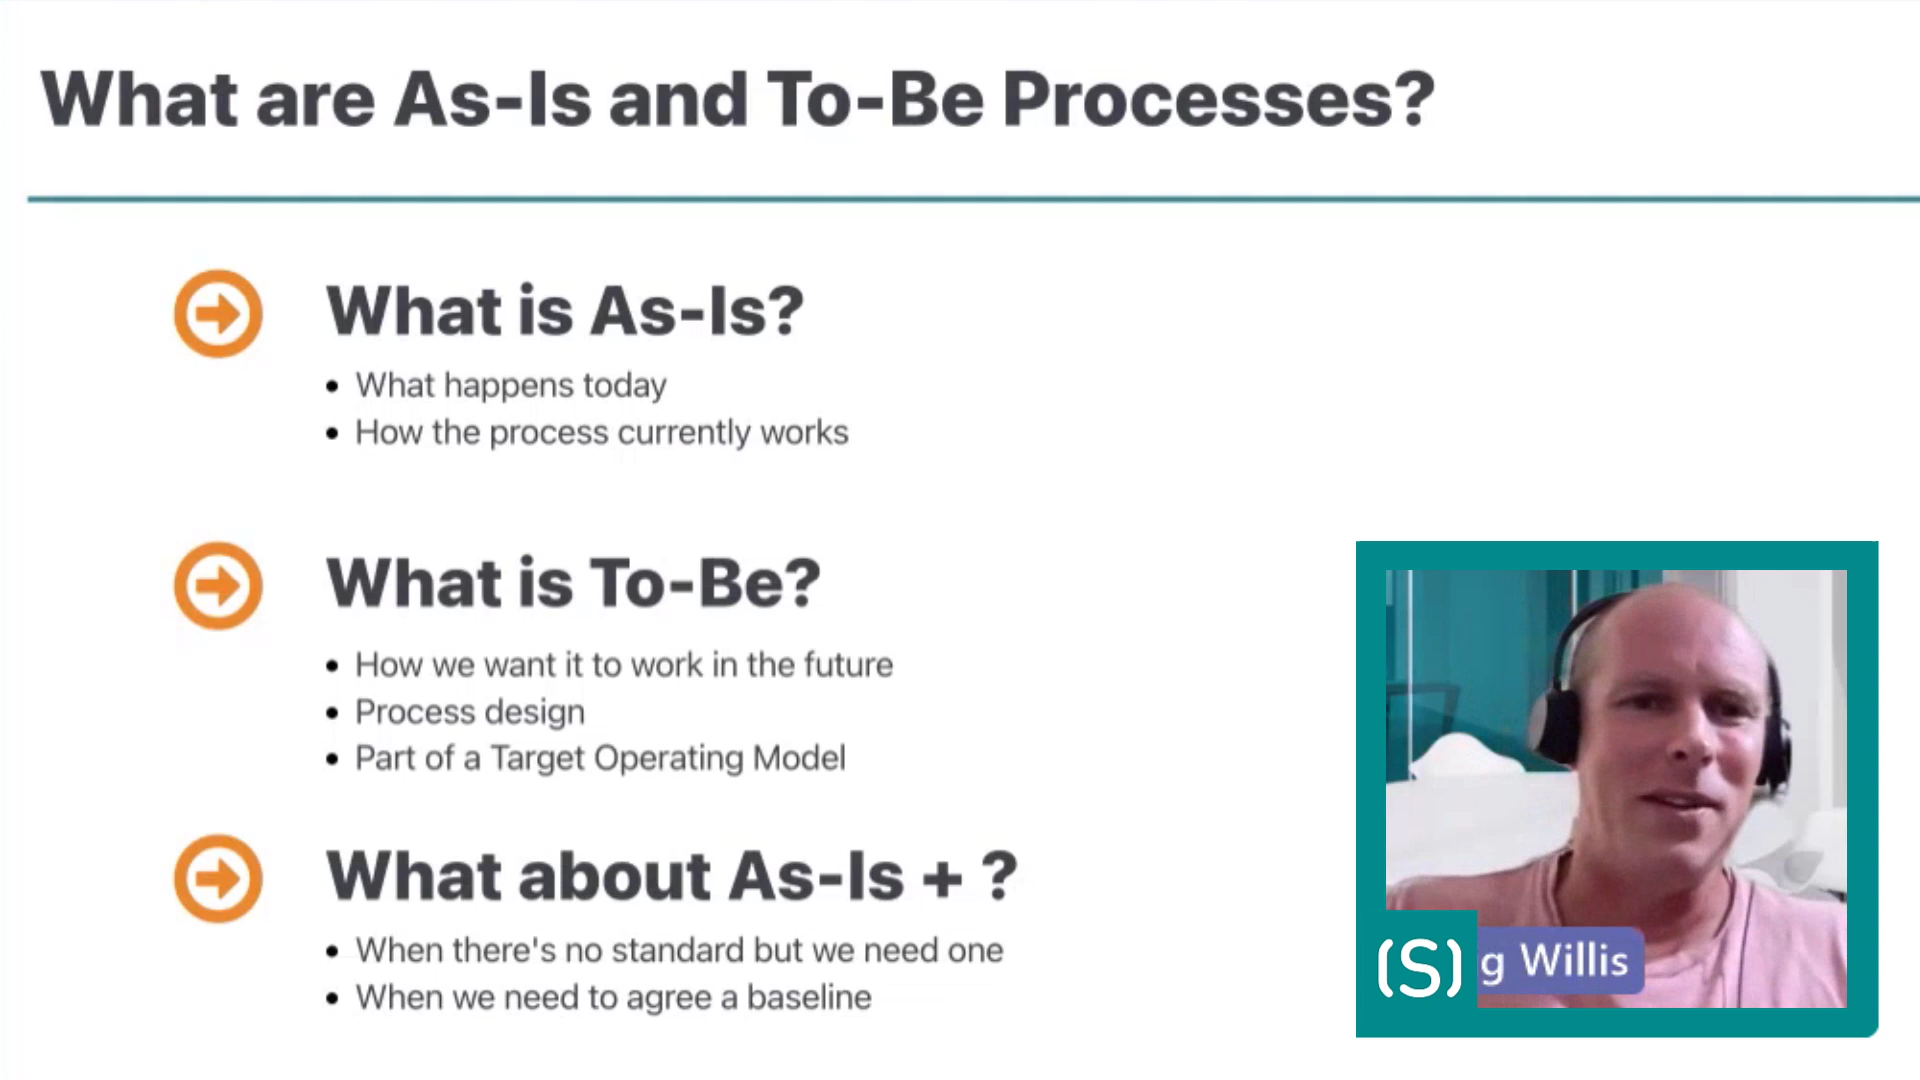 What are As-Is and To-Be Processes?
What is As-Is?
• What happens today
• How the process currently works
What is To-Be?
• How we want it to work in the future
• Process design
• Part of a Target Operating Model
What about As-Is + ?
• When there's no standard but we need one
• When we need to agree a baseline
(S) g Willis